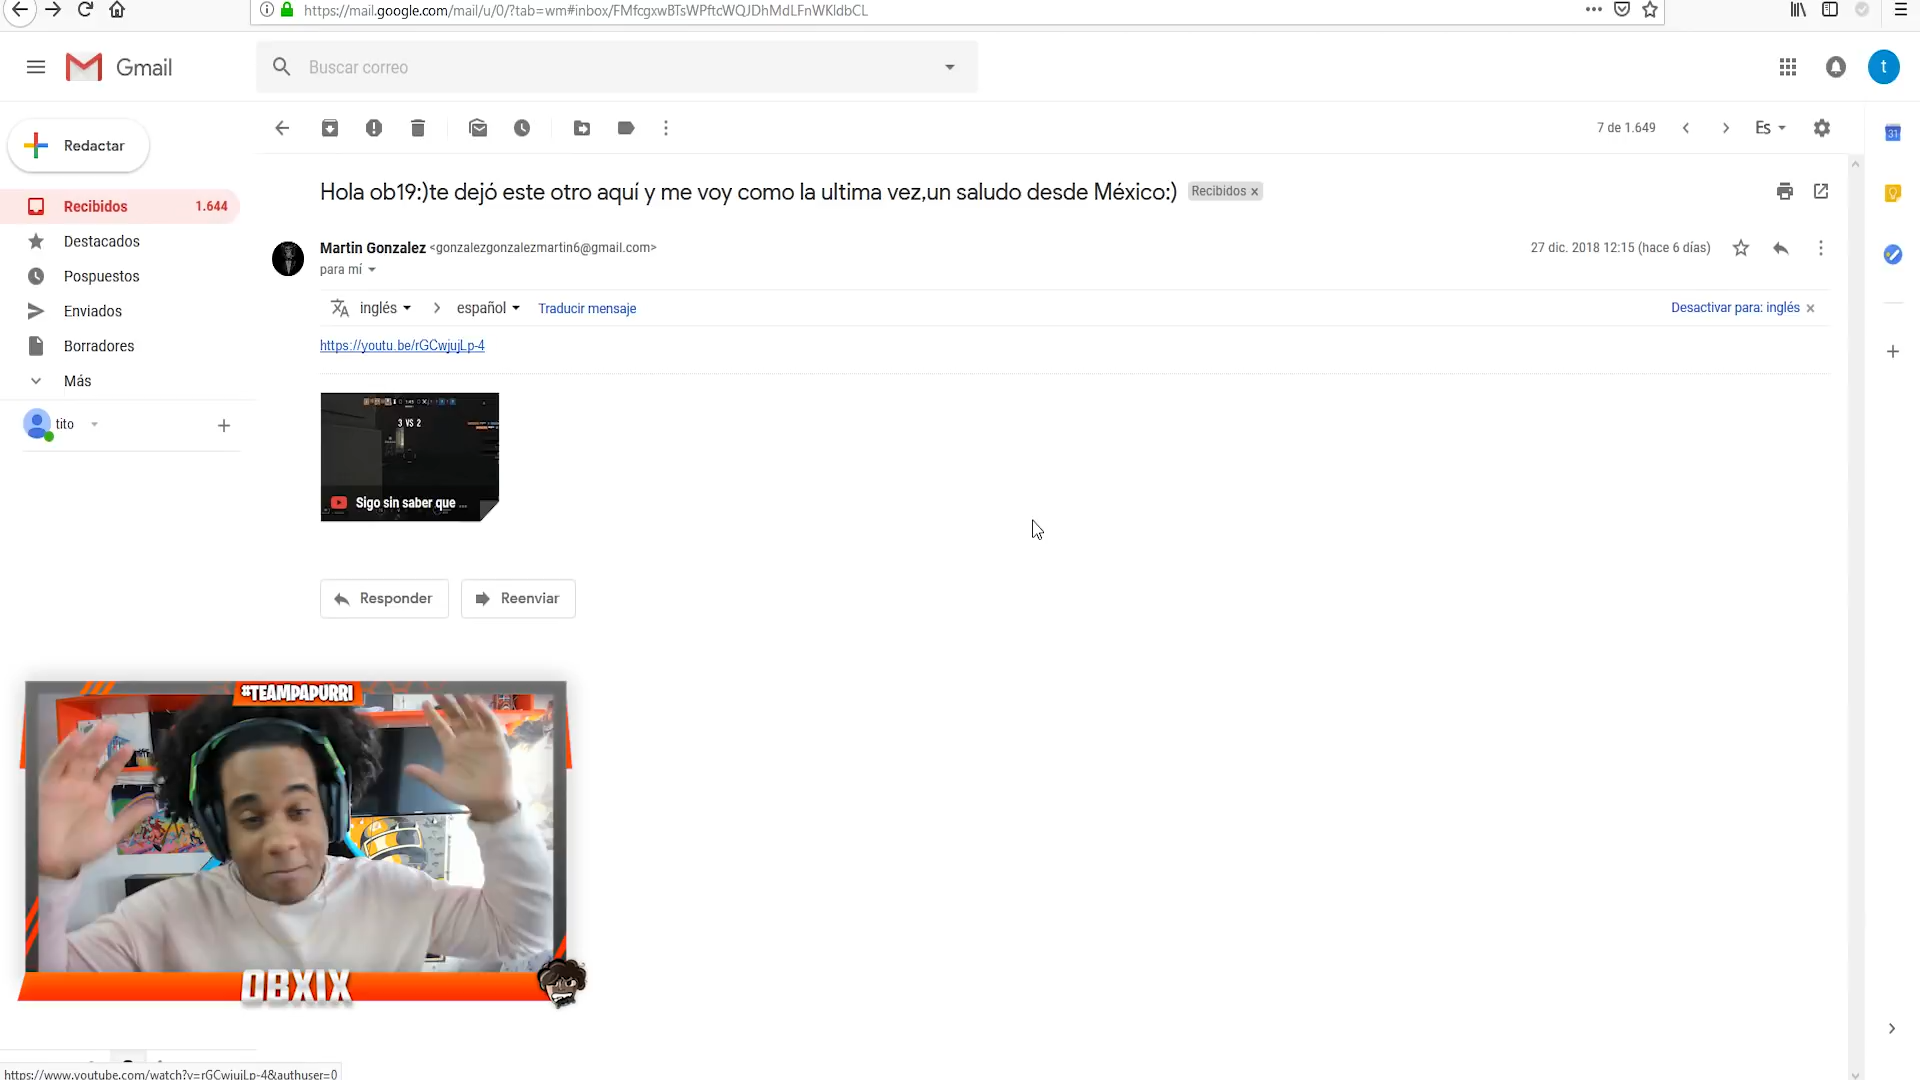 https://mail.google.com/mail/u/0/?tab=wm#inbox/FMfcgxwBTsWPftcWQJDhMdLFnWKldbCL
Gmail
Buscar correo
t
Redactar
7 de 1.649
Es
31
Recibidos 1.644
Destacados
Pospuestos
Enviados
Borradores
Más
tito
Hola ob19:)te dejó este otro aquí y me voy como la ultima vez,un saludo desde México:) Recibidos x
Martin Gonzalez <gonzalezgonzalezmartin6@gmail.com>
27 dic. 2018 12:15 (hace 6 días)
para mí
inglés > español Traducir mensaje
Desactivar para: inglés x
https://youtu.be/rGCwjujLp-4
3 VS 2
Sigo sin saber que ...
Responder
Reenviar
#TEAMPAPURRI
OBXIX
https://www.youtube.com/watch?v=rGCwjujLp-4&authuser=0